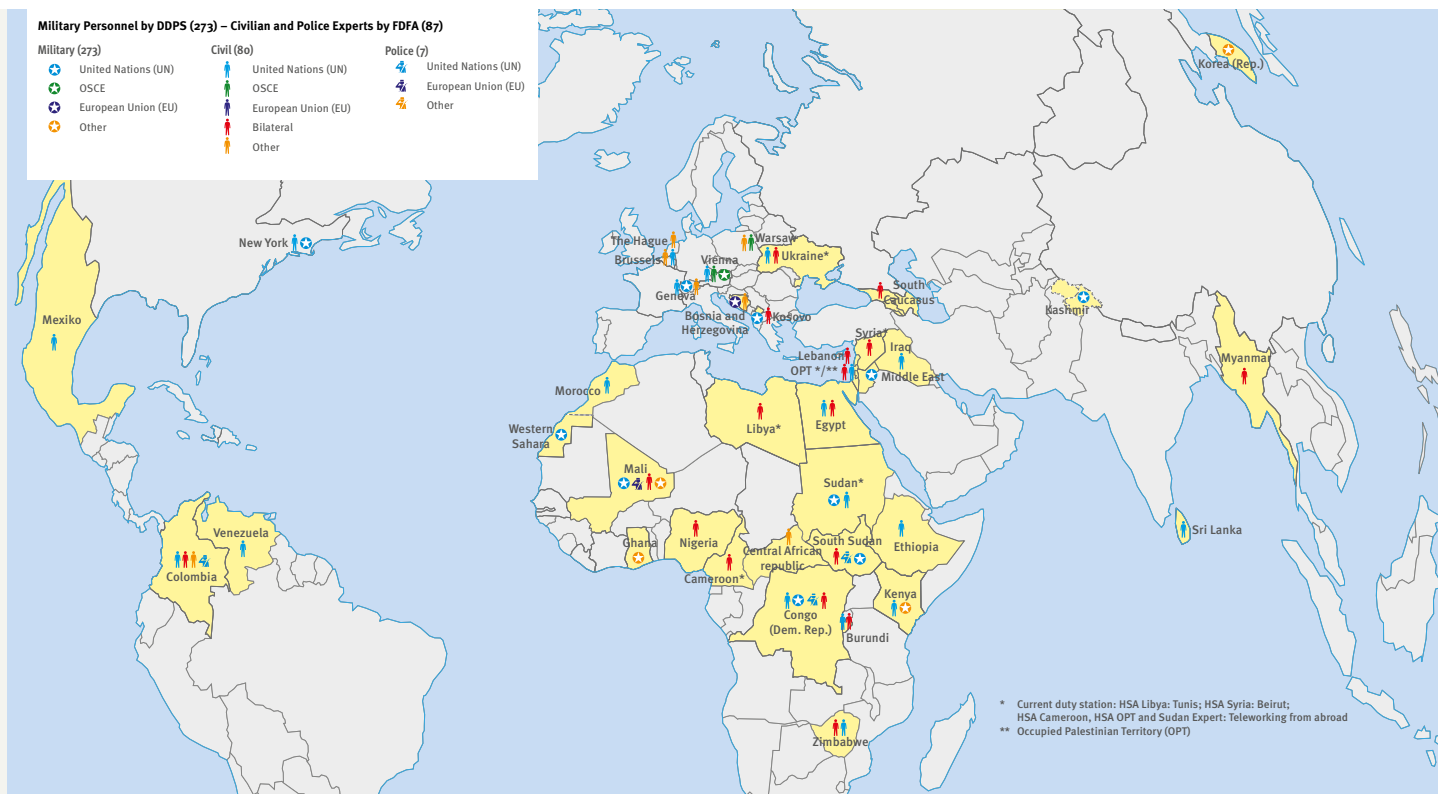 Military Personnel by DDPS (273) – Civilian and Police Experts by FDFA (87)
Military (273)
United Nations (UN)
OSCE
European Union (EU)
Other
Civil (80)
United Nations (UN)
OSCE
European Union (EU)
Bilateral
Other
Police (7)
United Nations (UN)
European Union (EU)
Other
Korea (Rep.)
New York
The Hague
Brussels
Warsaw
Vienna
Ukraine*
Geneva
South
Caucasus
Bosnia and
Herzegovina
Kosovo
Kashmir
Mexiko
Syria*
Lebanon
Iraq
OPT */**
Middle East
Myanmar
Morocco
Western
Sahara
Libya*
Egypt
Mali
Sudan*
Venezuela
Colombia
Ghana
Nigeria
Cameroon*
Central African
republic
South Sudan
Ethiopia
Sri Lanka
Kenya
Congo
(Dem. Rep.)
Burundi
Zimbabwe
* Current duty station: HSA Libya: Tunis; HSA Syria: Beirut;
HSA Cameroon, HSA OPT and Sudan Expert: Teleworking from abroad
** Occupied Palestinian Territory (OPT)